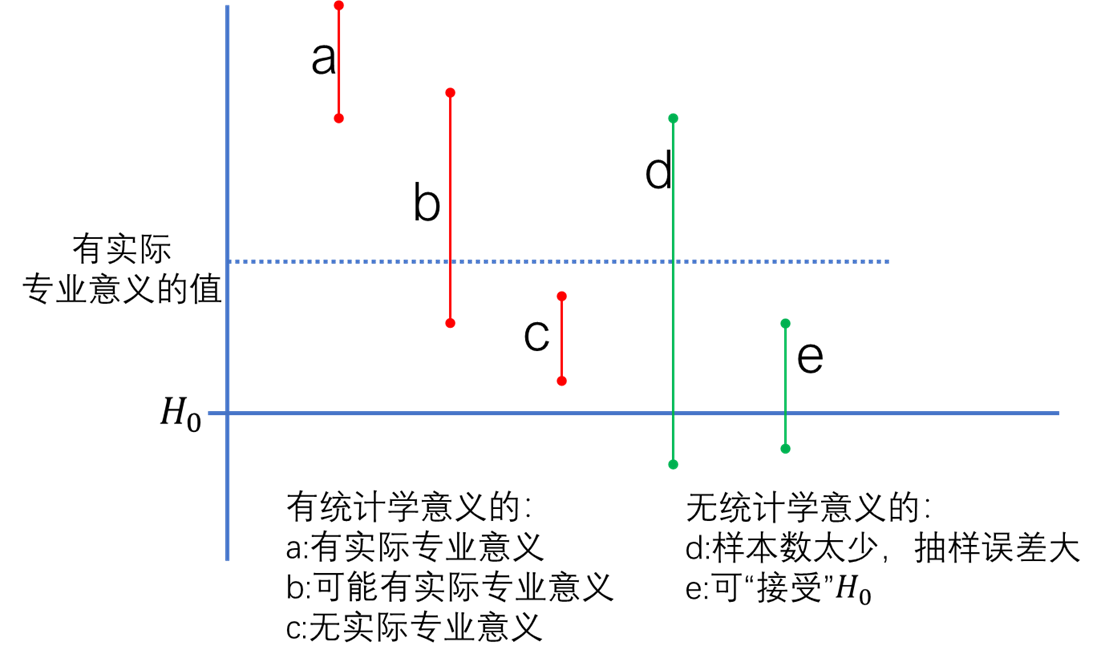 a
b
d
有实际
专业意义的值
c
e
H₀
有统计学意义的：
a:有实际专业意义
b:可能有实际专业意义
c:无实际专业意义
无统计学意义的：
d:样本数太少，抽样误差大
e:可“接受”H₀